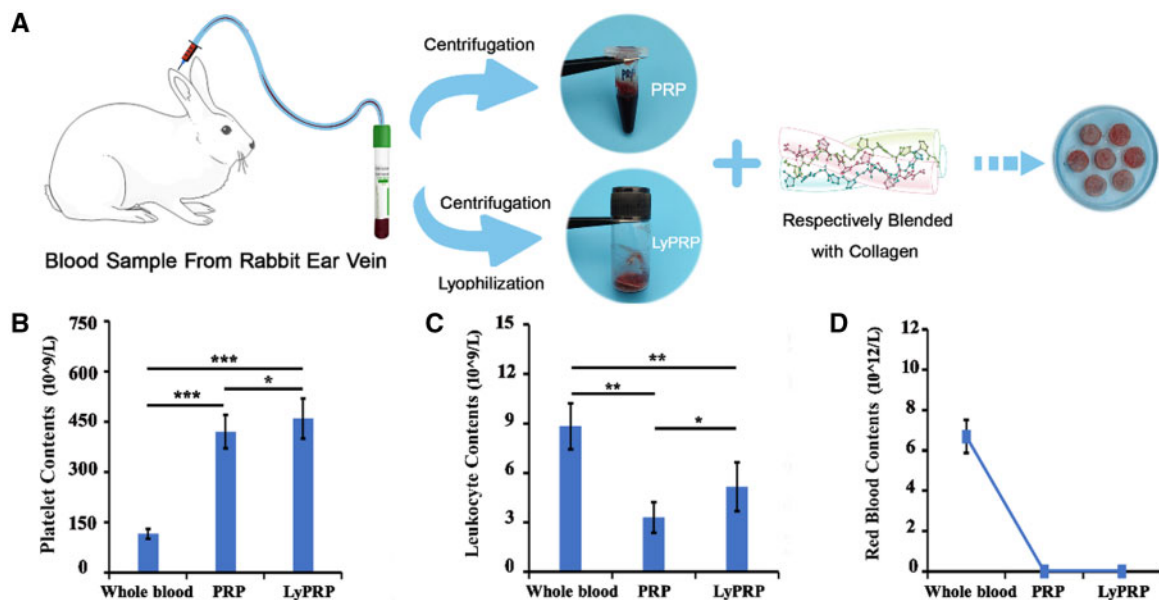 A
Centrifugation
PRP
PRP
Centrifugation
LyPRP
Lyophilization
Blood Sample From Rabbit Ear Vein
Respectively Blended
with Collagen
B
Platelet Contents (10^9/L)
750
600
450
300
150
0
***
***
*
Whole blood PRP LyPRP
C
Leukocyte Contents (10^9/L)
15
12
9
6
3
0
**
**
*
Whole blood PRP LyPRP
D
Red Blood Contents (10^12/L)
12
10
8
6
4
2
0
Whole blood PRP LyPRP